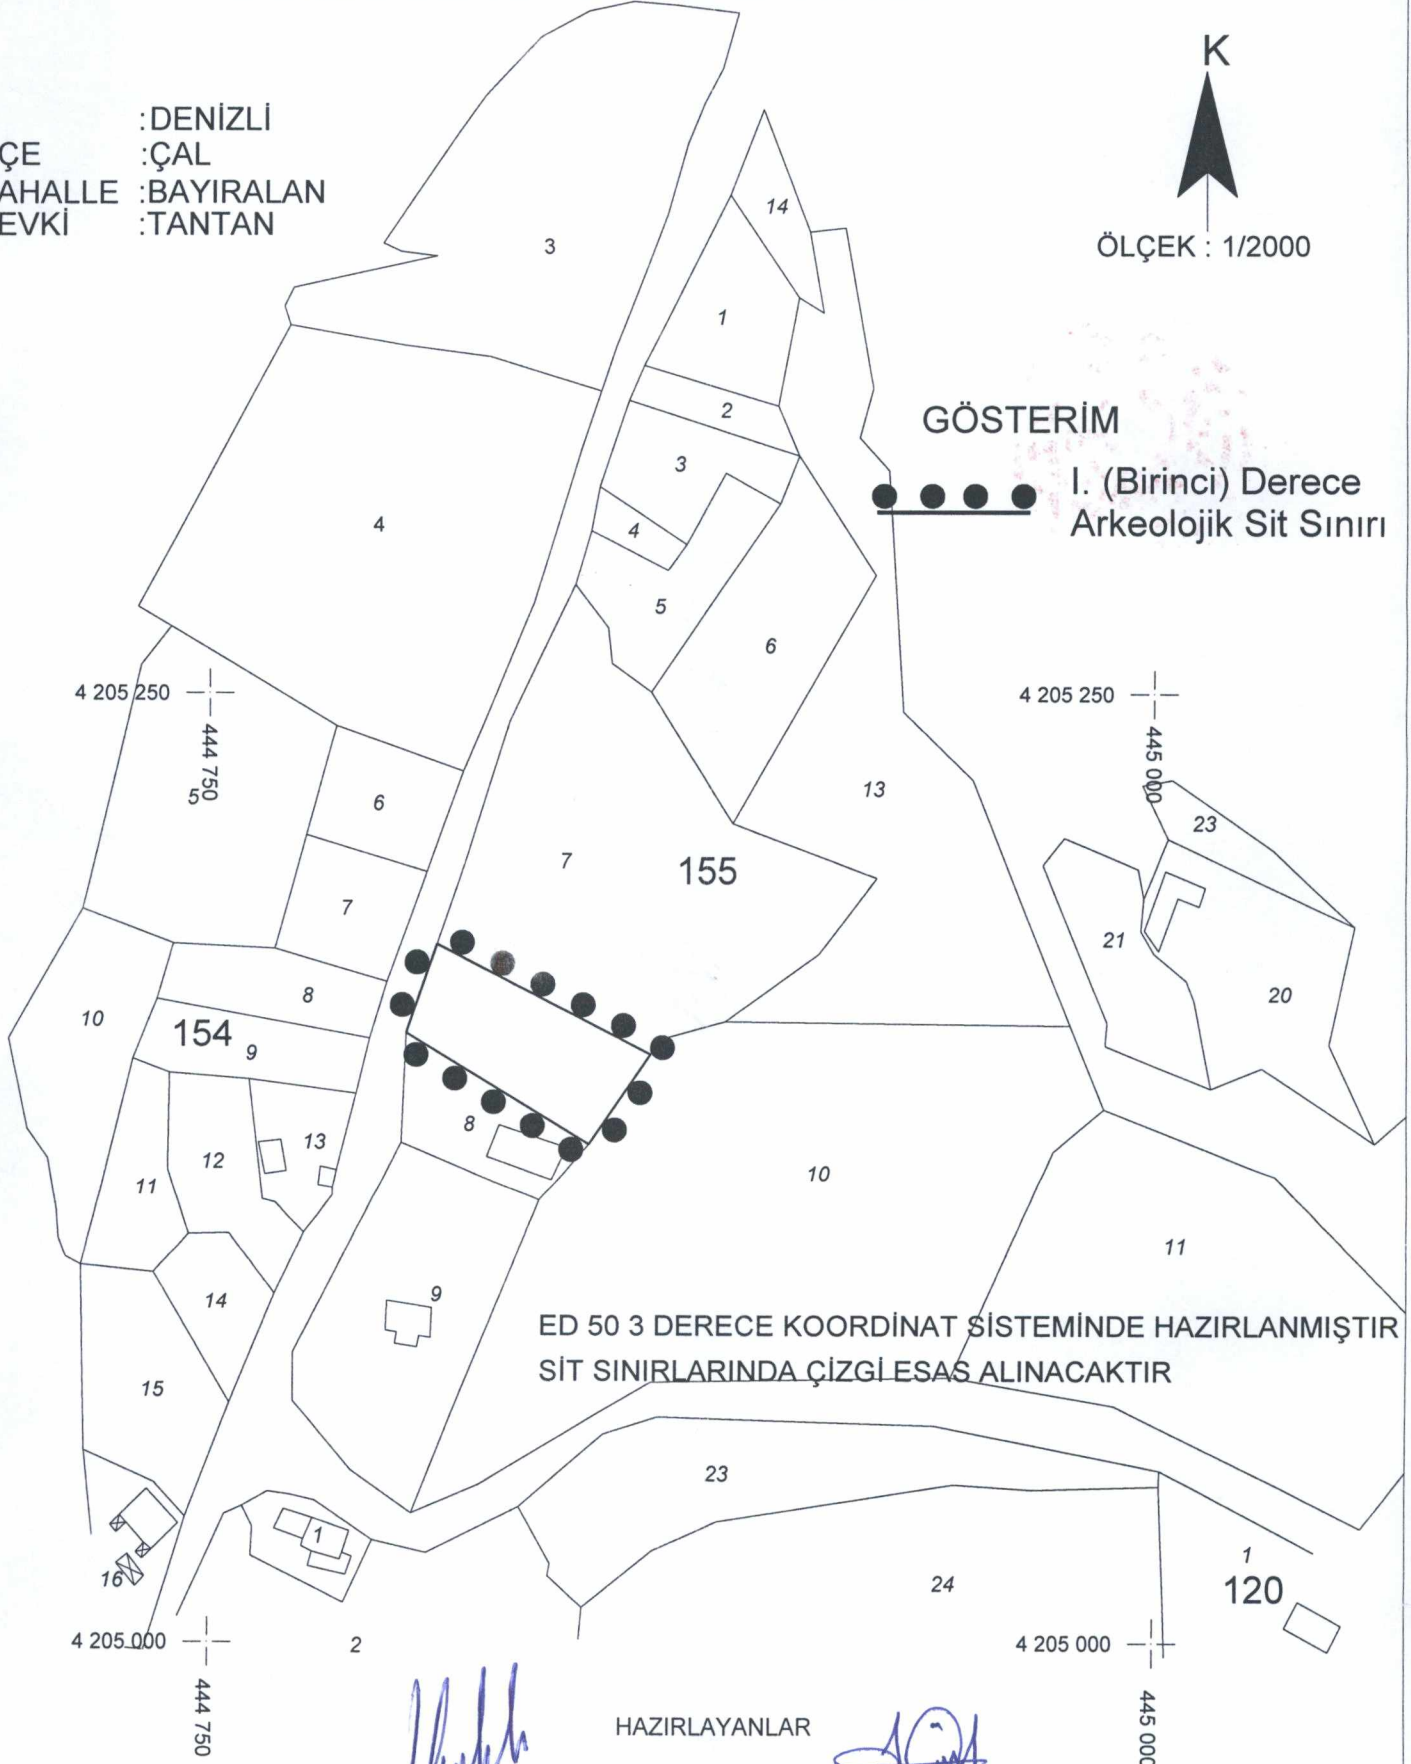 :DENİZLİ
ÇE :ÇAL
AHALLE :BAYIRALAN
EVKİ :TANTAN
K
ÖLÇEK : 1/2000
GÖSTERİM
I. (Birinci) Derece
Arkeolojik Sit Sınırı
3
14
1
2
3
4
4
5
6
4 205 250
444 750
4 205 250
445 000
5
6
7
13
23
7
155
21
20
8
10
154
9
8
10
12
13
11
11
14
9
ED 50 3 DERECE KOORDİNAT SİSTEMİNDE HAZIRLANMIŞTIR
SİT SINIRLARINDA ÇİZGİ ESAS ALINACAKTIR
15
23
1
16
24
1
120
4 205 000
2
4 205 000
444 750
445 000
HAZIRLAYANLAR